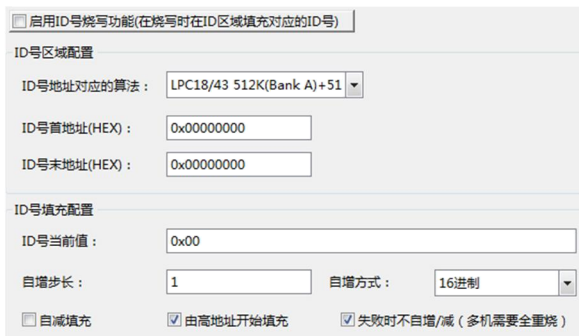 启用ID号烧写功能(在烧写时在ID区域填充对应的ID号)
ID号区域配置
ID号地址对应的算法： LPC18/43 512K(Bank A)+51
ID号首地址(HEX)： 0x00000000
ID号末地址(HEX)： 0x00000000
ID号填充配置
ID号当前值： 0x00
自增步长： 1 自增方式： 16进制
自减填充 由高地址开始填充 失败时不自增/减（多机需要全重烧）